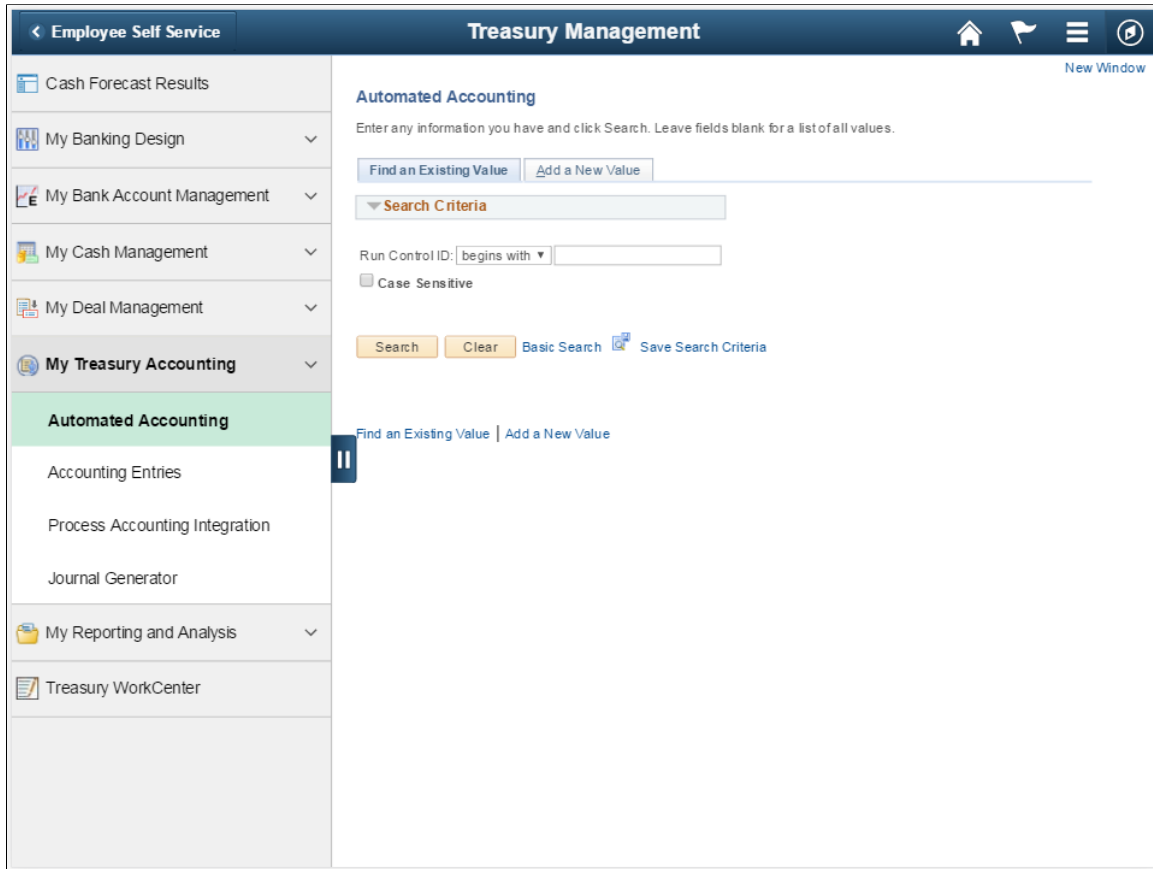 Employee Self Service
Treasury Management
New Window
Cash Forecast Results
My Banking Design
My Bank Account Management
My Cash Management
My Deal Management
My Treasury Accounting
Automated Accounting
Accounting Entries
Process Accounting Integration
Journal Generator
My Reporting and Analysis
Treasury WorkCenter
Automated Accounting
Enter any information you have and click Search. Leave fields blank for a list of all values.
Find an Existing Value Add a New Value
Search Criteria
Run Control ID: begins with
Case Sensitive
Search Clear Basic Search Save Search Criteria
Find an Existing Value | Add a New Value